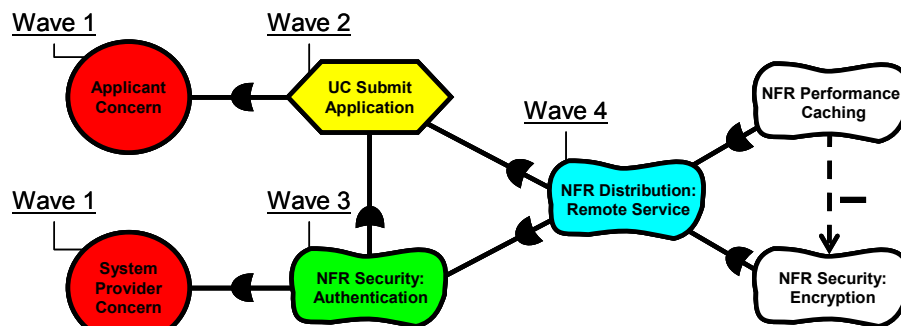 Wave 1
Wave 2
Applicant
Concern
UC Submit
Application
NFR Performance
Caching
Wave 4
NFR Distribution:
Remote Service
Wave 1
Wave 3
System
Provider
Concern
NFR Security:
Authentication
NFR Security:
Encryption